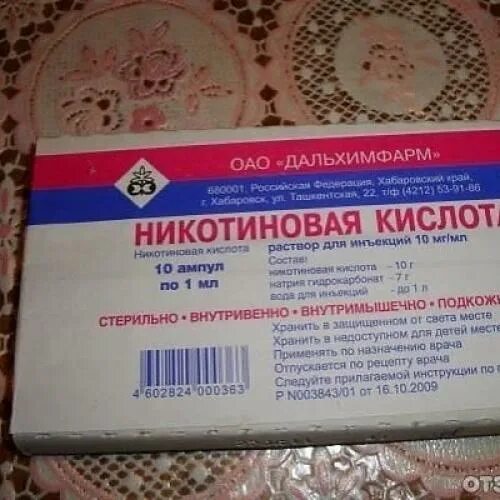 ОАО "ДАЛЬХИМФАРМ"
680001, Российская Федерация, Хабаровский край,
г. Хабаровск, ул. Ташкентская, 22, т/ф (4212) 53-91-86
НИКОТИНОВАЯ КИСЛОТА
Никотиновая кислота
раствор для инъекций 10 мг/мл
10 ампул
по 1 мл
Состав:
никотиновая кислота - 10 г
натрия гидрокарбонат - 7 г
вода для инъекций - до 1 л
СТЕРИЛЬНО • ВНУТРИВЕННО • ВНУТРИМЫШЕЧНО • ПОДКОЖ
Хранить в защищенном от света месте
Хранить в недоступном для детей месте
Применять по назначению врача
Отпускается по рецепту врача
Следуйте прилагаемой инструкции по
Р N003843/01 от 16.10.2009
4 602824 000363